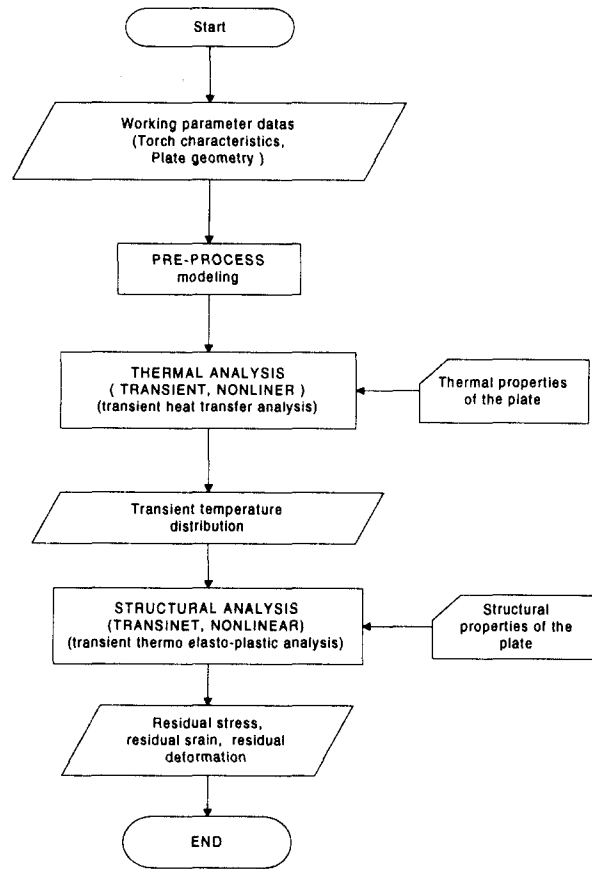 Start
Working parameter datas
(Torch characteristics,
Plate geometry )
PRE-PROCESS
modeling
THERMAL ANALYSIS
( TRANSIENT, NONLINER )
(transient heat transfer analysis)
Thermal properties
of the plate
Transient temperature
distribution
STRUCTURAL ANALYSIS
(TRANSINET, NONLINEAR)
(transient thermo elasto-plastic analysis)
Structural
properties of the
plate
Residual stress,
residual srain, residual
deformation
END